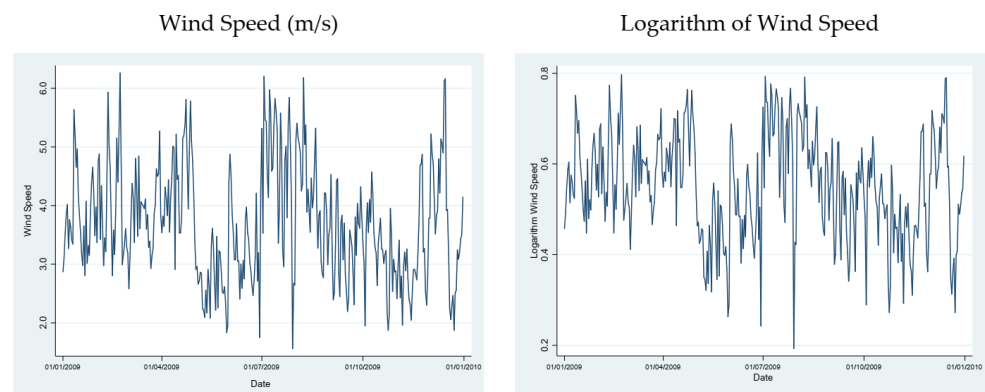 Wind Speed (m/s)
Logarithm of Wind Speed
Wind Speed
6.0
5.0
4.0
3.0
2.0
01/01/2009 01/04/2009 01/07/2009 01/10/2009 01/01/2010
Date
Logarithm Wind Speed
0.8
0.6
0.4
0.2
01/01/2009 01/04/2009 01/07/2009 01/10/2009 01/01/2010
Date